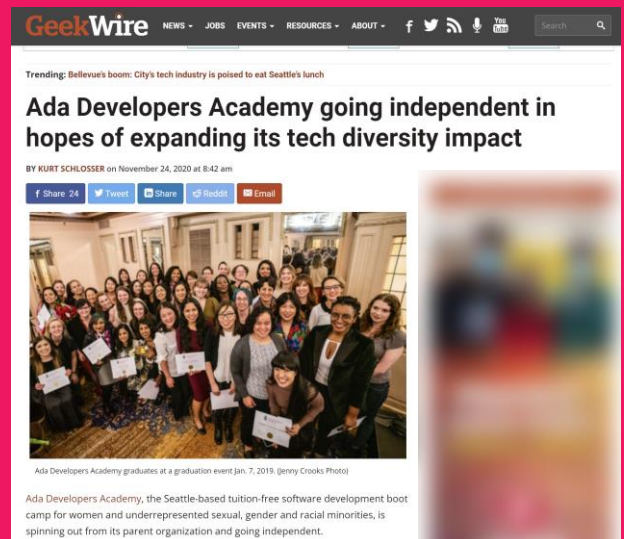 GeekWire NEWS JOBS EVENTS RESOURCES ABOUT You Tube Search
Trending: Bellevue's boom: City's tech industry is poised to eat Seattle's lunch
Ada Developers Academy going independent in
hopes of expanding its tech diversity impact
BY KURT SCHLOSSER on November 24, 2020 at 8:42 am
f Share 24 Tweet in Share Reddit Email
Ada Developers Academy graduates at a graduation event Jan. 7, 2019. (Jenny Crooks Photo)
Ada Developers Academy, the Seattle-based tuition-free software development boot
camp for women and underrepresented sexual, gender and racial minorities, is
spinning out from its parent organization and going independent.